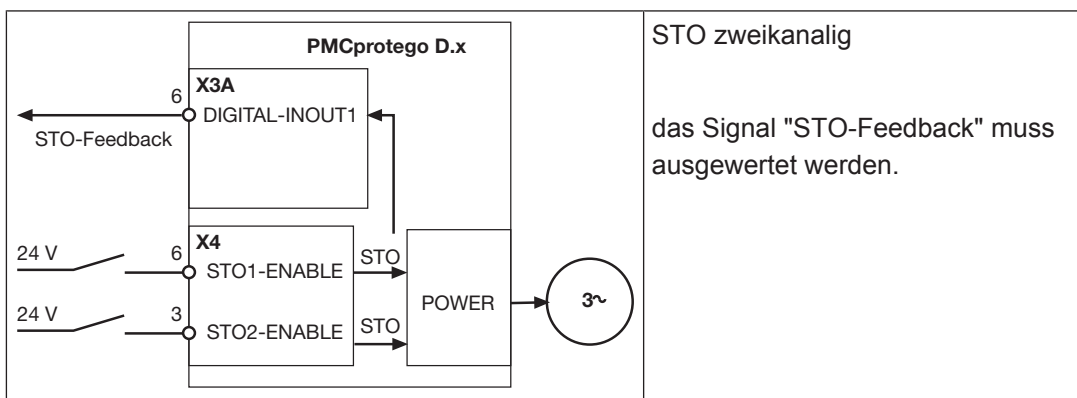 PMCprotego D.x
X3A
6
DIGITAL-INOUT1
STO-Feedback
X4
24 V
6
STO1-ENABLE
STO
24 V
3
STO2-ENABLE
STO
POWER
3~
STO zweikanalig
das Signal "STO-Feedback" muss
ausgewertet werden.